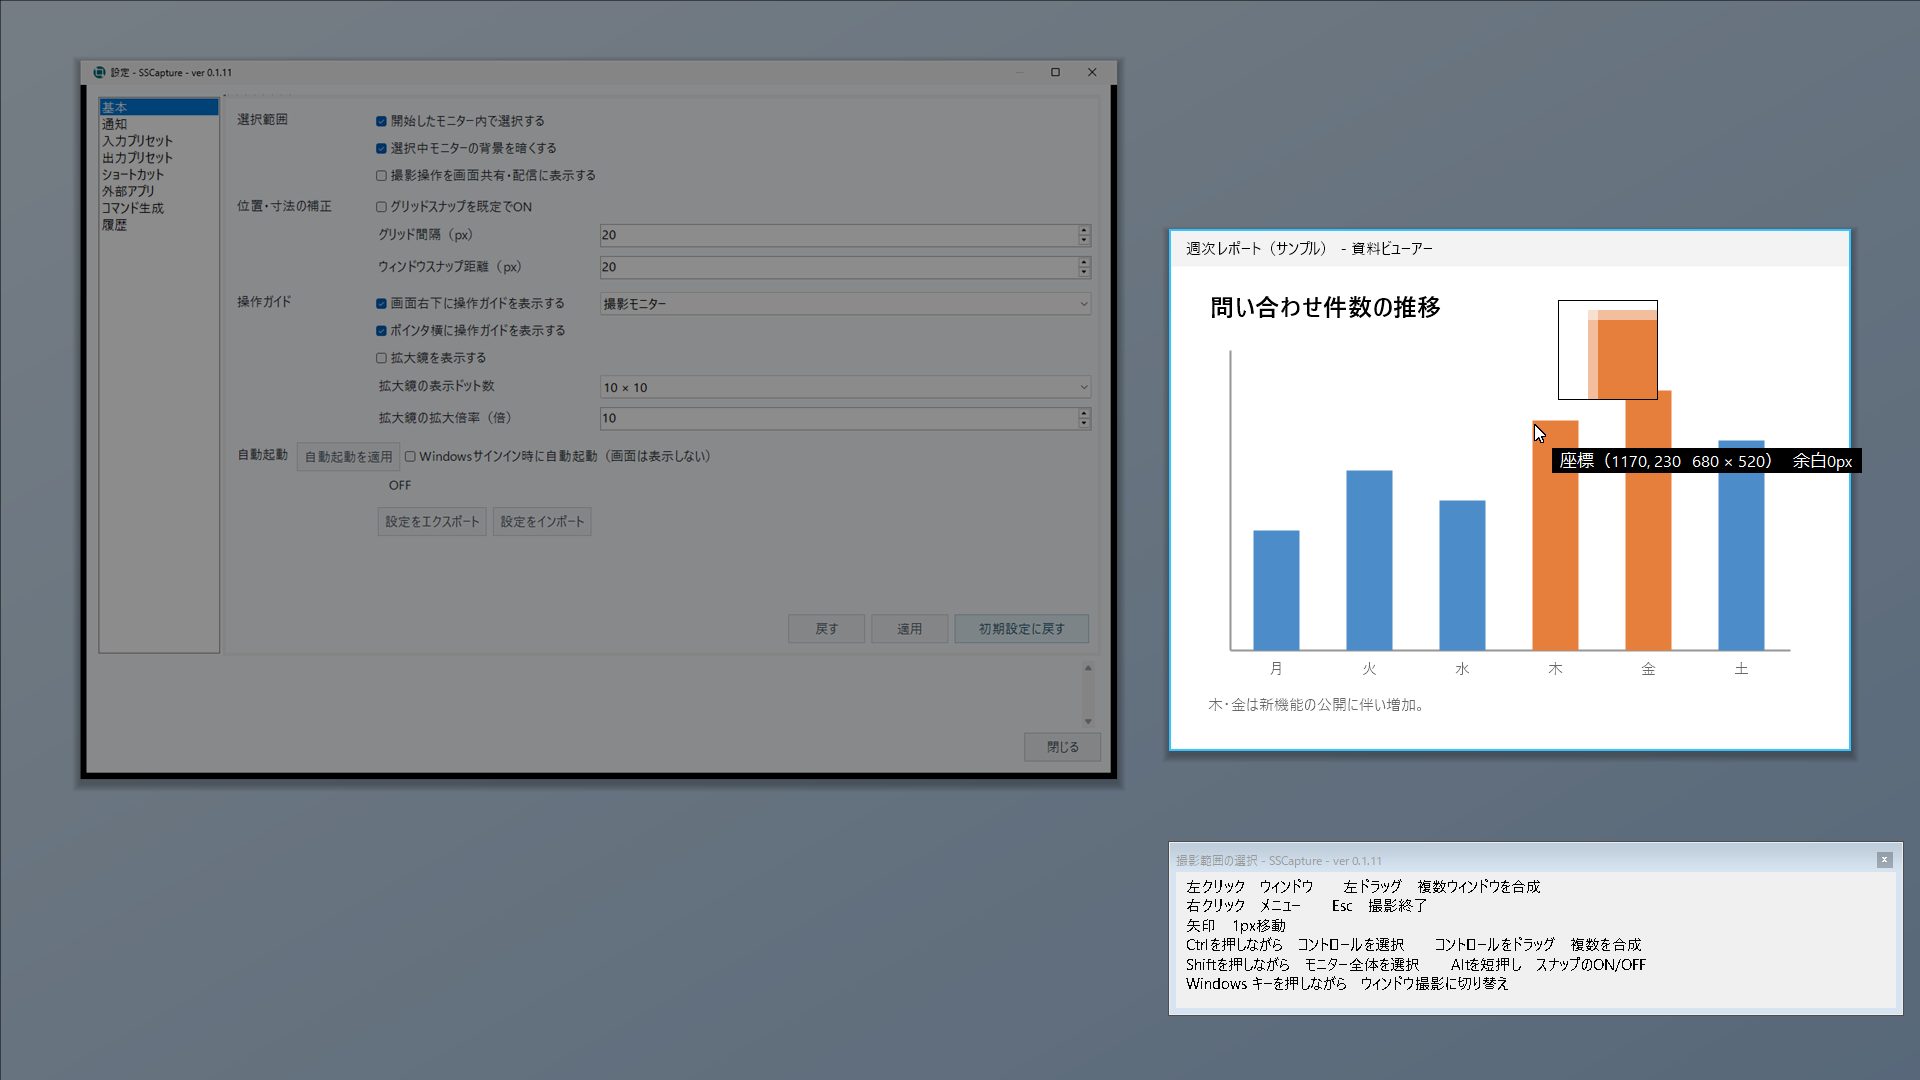 設定 - SSCapture - ver 0.1.11
基本
通知
入力プリセット
出力プリセット
ショートカット
外部アプリ
コマンド生成
履歴
選択範囲
開始したモニター内で選択する
選択中モニターの背景を暗くする
撮影操作を画面共有・配信に表示する
位置・寸法の補正
グリッドスナップを既定でON
グリッド間隔（px） 20
ウィンドウスナップ距離（px） 20
操作ガイド
画面右下に操作ガイドを表示する 撮影モニター
ポインタ横に操作ガイドを表示する
拡大鏡を表示する
拡大鏡の表示ドット数 10 × 10
拡大鏡の拡大倍率（倍） 10
自動起動 自動起動を適用 Windowsサインイン時に自動起動（画面は表示しない）
OFF
設定をエクスポート 設定をインポート
戻す 適用 初期設定に戻す
閉じる
週次レポート（サンプル） - 資料ビューアー
問い合わせ件数の推移
座標（1170, 230 680 × 520） 余白0px
月 火 水 木 金 土
木・金は新機能の公開に伴い増加。
撮影範囲の選択 - SSCapture - ver 0.1.11
左クリック ウィンドウ 左ドラッグ 複数ウィンドウを合成
右クリック メニュー Esc 撮影終了
矢印 1px移動
Ctrlを押しながら コントロールを選択 コントロールをドラッグ 複数を合成
Shiftを押しながら モニター全体を選択 Altを短押し スナップのON/OFF
Windows キーを押しながら ウィンドウ撮影に切り替え